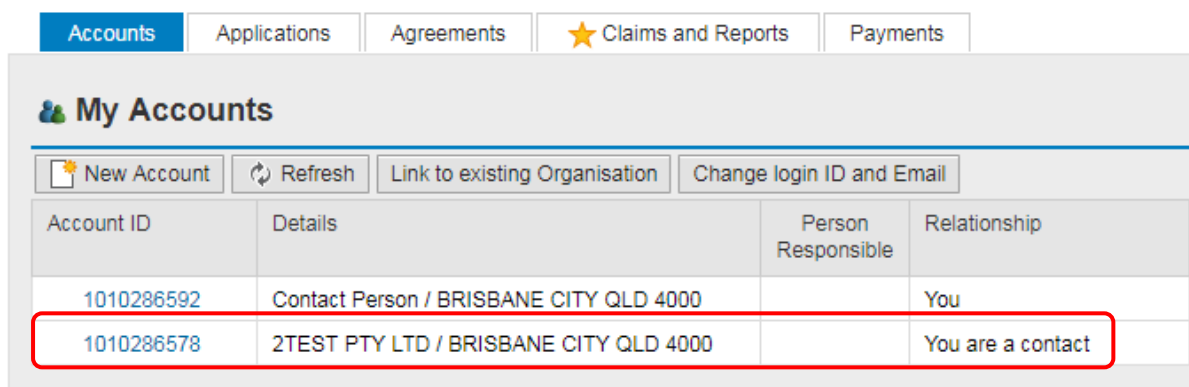 Accounts Applications Agreements Claims and Reports Payments
My Accounts
New Account Refresh Link to existing Organisation Change login ID and Email
Account ID Details Person Responsible Relationship
1010286592 Contact Person / BRISBANE CITY QLD 4000 You
1010286578 2TEST PTY LTD / BRISBANE CITY QLD 4000 You are a contact